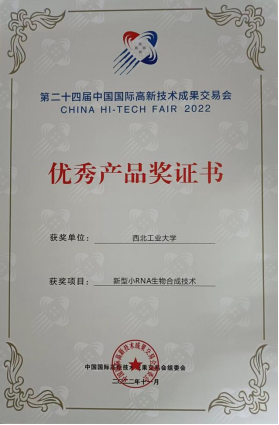 第二十四届中国国际高新技术成果交易会
CHINA HI-TECH FAIR 2022
优秀产品奖证书
获奖单位： 西北工业大学
获奖项目： 新型小RNA生物合成技术
中国国际高新技术成果交易会组委会
二〇二二年十一月